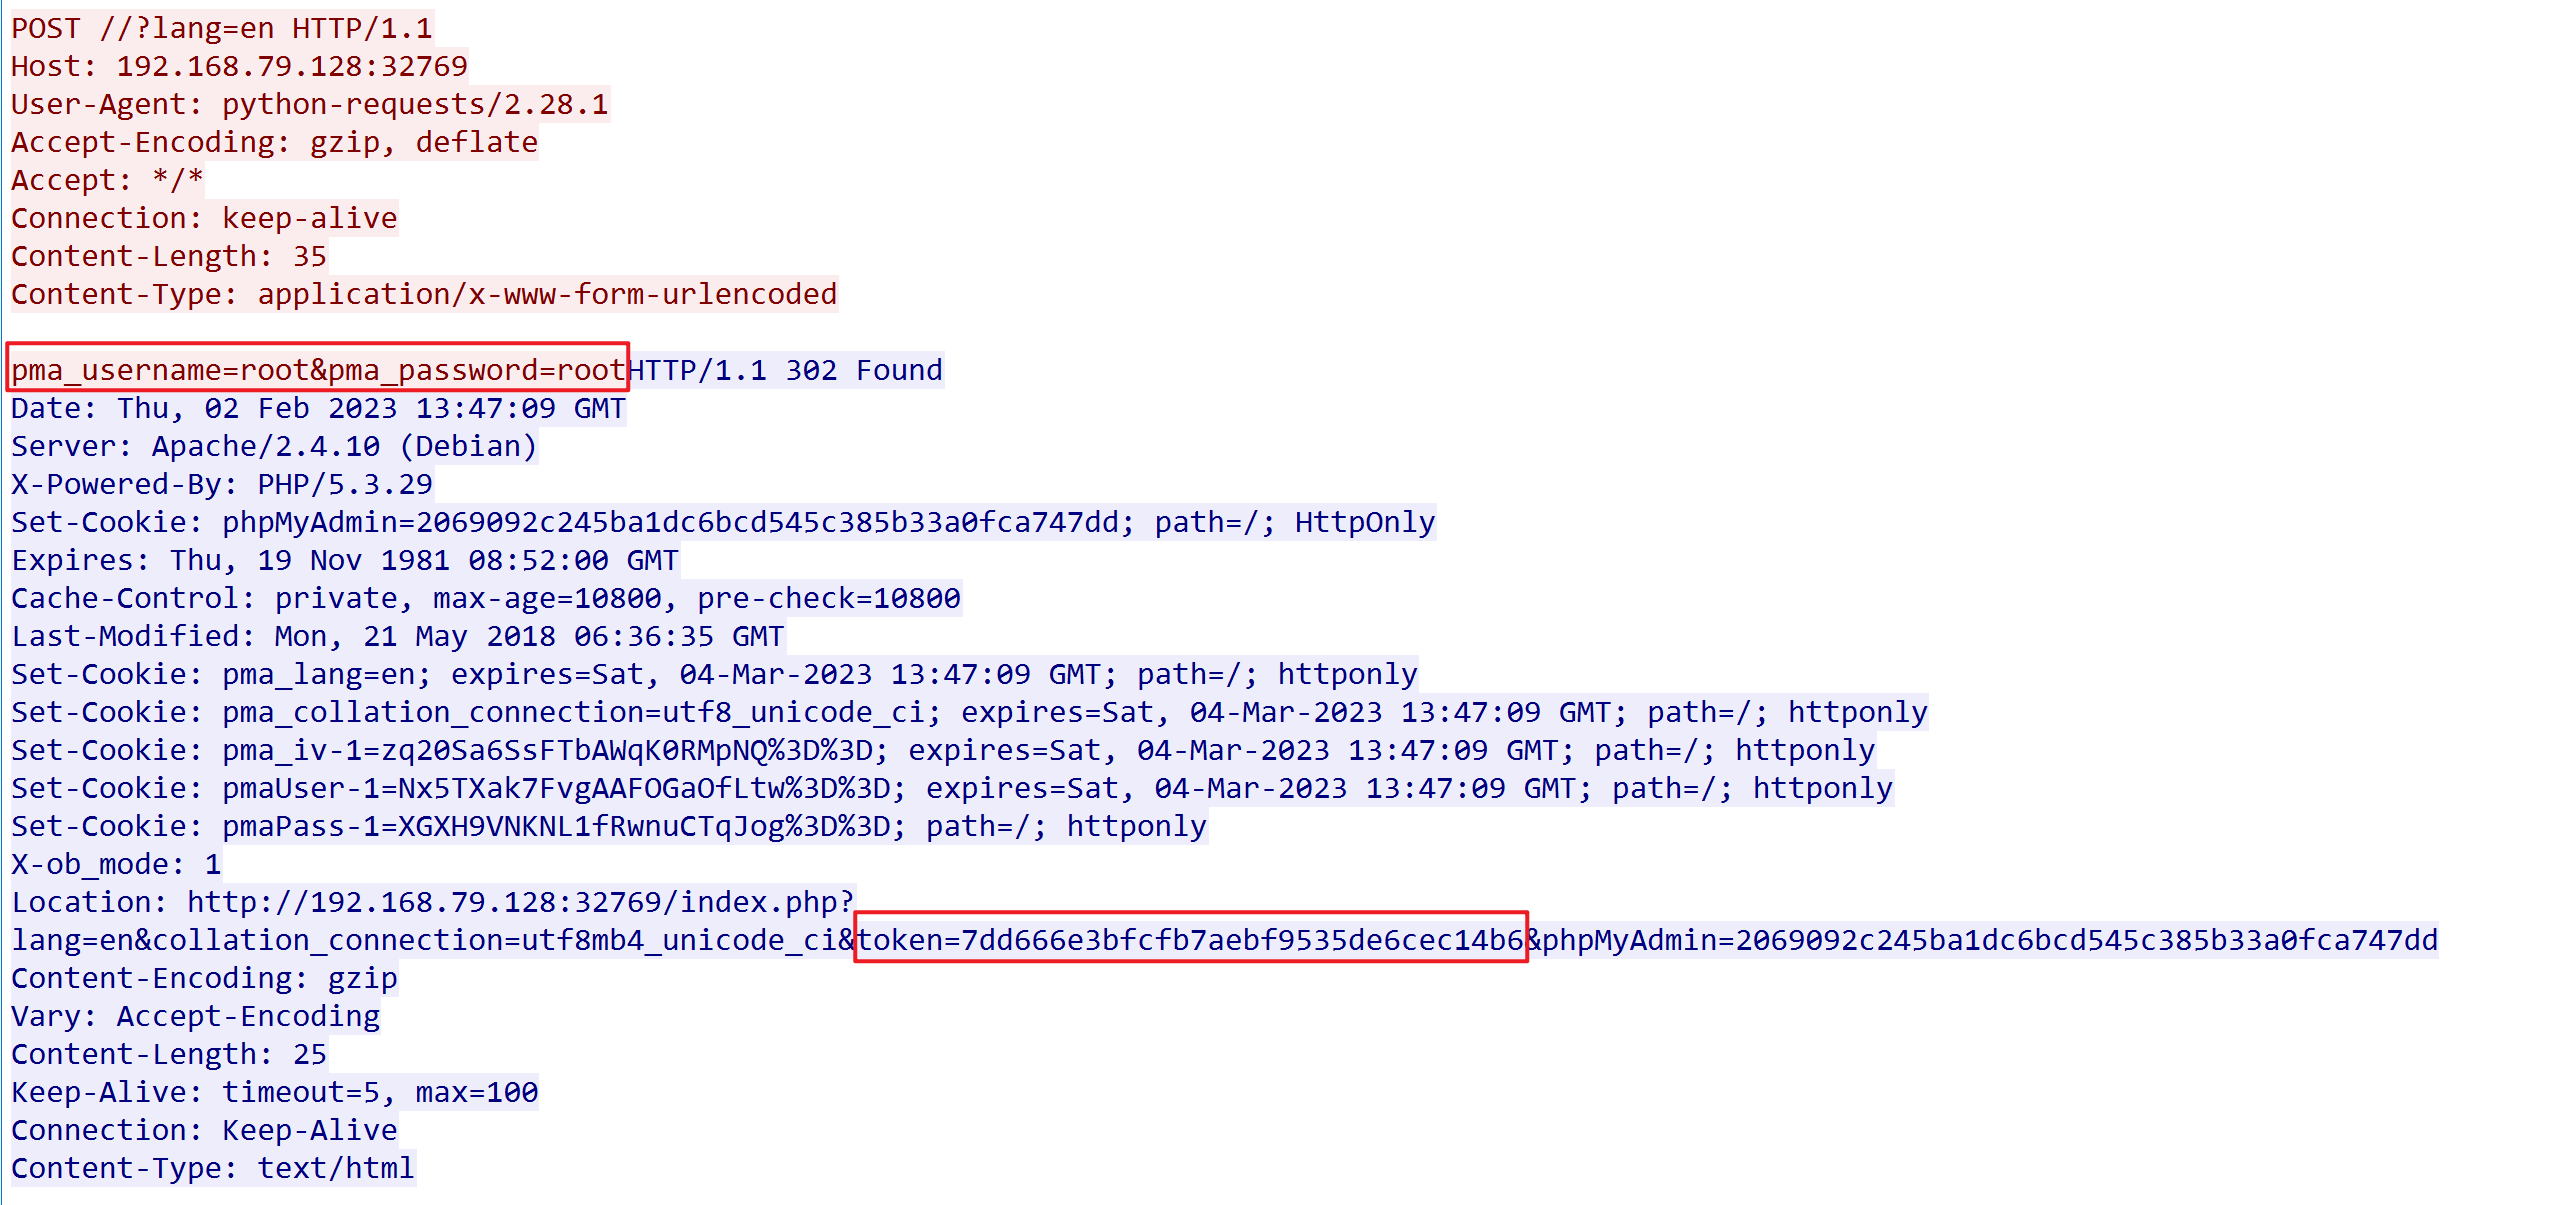 POST //?lang=en HTTP/1.1
Host: 192.168.79.128:32769
User-Agent: python-requests/2.28.1
Accept-Encoding: gzip, deflate
Accept: */*
Connection: keep-alive
Content-Length: 35
Content-Type: application/x-www-form-urlencoded
pma_username=root&pma_password=rootHTTP/1.1 302 Found
Date: Thu, 02 Feb 2023 13:47:09 GMT
Server: Apache/2.4.10 (Debian)
X-Powered-By: PHP/5.3.29
Set-Cookie: phpMyAdmin=2069092c245ba1dc6bcd545c385b33a0fca747dd; path=/; HttpOnly
Expires: Thu, 19 Nov 1981 08:52:00 GMT
Cache-Control: private, max-age=10800, pre-check=10800
Last-Modified: Mon, 21 May 2018 06:36:35 GMT
Set-Cookie: pma_lang=en; expires=Sat, 04-Mar-2023 13:47:09 GMT; path=/; httponly
Set-Cookie: pma_collation_connection=utf8_unicode_ci; expires=Sat, 04-Mar-2023 13:47:09 GMT; path=/; httponly
Set-Cookie: pma_iv-1=zq20Sa6SsFTbAWqK0RMpNQ%3D%3D; expires=Sat, 04-Mar-2023 13:47:09 GMT; path=/; httponly
Set-Cookie: pmaUser-1=Nx5TXak7FvgAAFOGaOfLtw%3D%3D; expires=Sat, 04-Mar-2023 13:47:09 GMT; path=/; httponly
Set-Cookie: pmaPass-1=XGXH9VNKNL1fRwnuCTqJog%3D%3D; path=/; httponly
X-ob_mode: 1
Location: http://192.168.79.128:32769/index.php?
lang=en&collation_connection=utf8mb4_unicode_ci&token=7dd666e3bfcfb7aebf9535de6cec14b6&phpMyAdmin=2069092c245ba1dc6bcd545c385b33a0fca747dd
Content-Encoding: gzip
Vary: Accept-Encoding
Content-Length: 25
Keep-Alive: timeout=5, max=100
Connection: Keep-Alive
Content-Type: text/html